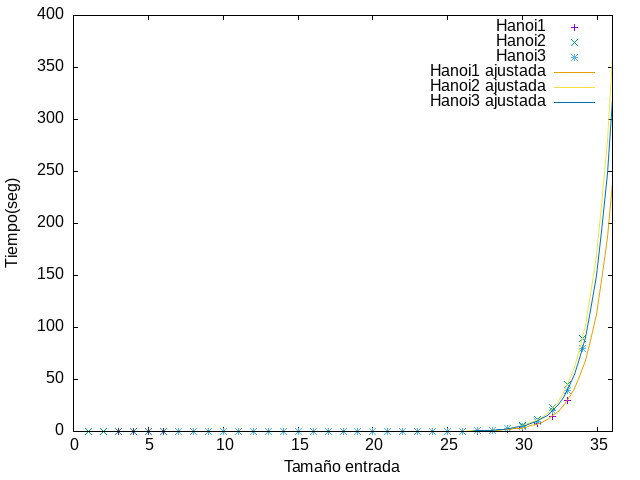 400
350
300
250
200
150
100
50
0
0 5 10 15 20 25 30 35
Tiempo(seg)
Tamaño entrada
Hanoi1
Hanoi2
Hanoi3
Hanoi1 ajustada
Hanoi2 ajustada
Hanoi3 ajustada